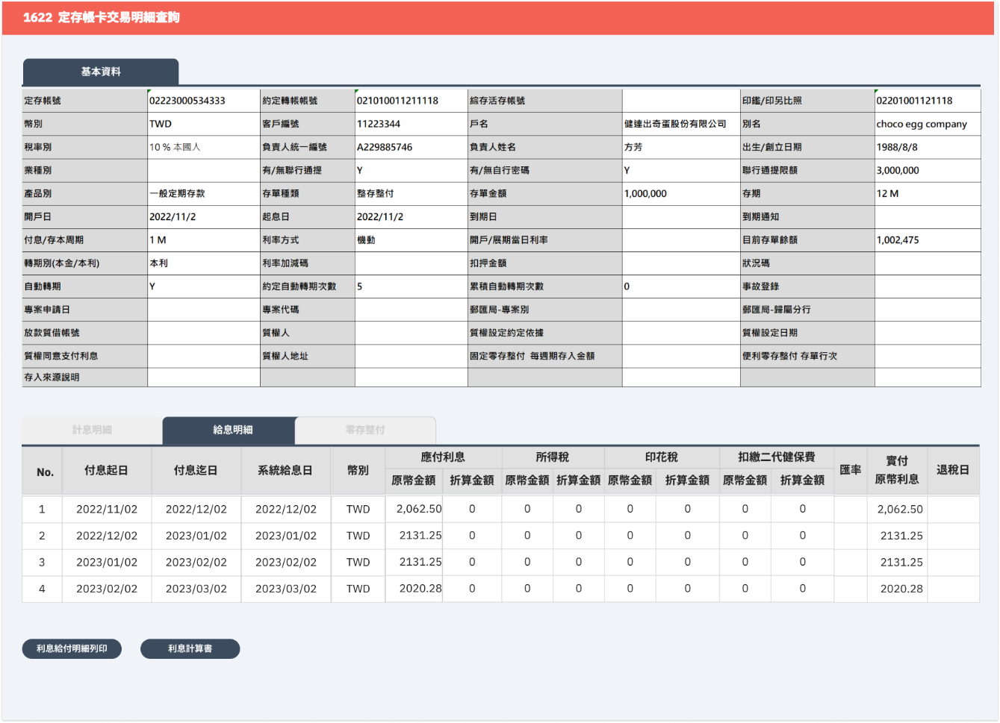 1622 定存帳卡交易明細查詢
基本資料
定存帳號 02223000534333 約定轉帳帳號 021010011211118 綜存活存帳號 印鑑/印另比照 02201001121118
幣別 TWD 客戶編號 11223344 戶名 健達出奇蛋股份有限公司 別名 choco egg company
稅率別 10 % 本國人 負責人統一編號 A229885746 負責人姓名 方芳 出生/創立日期 1988/8/8
業種別 有/無聯行通提 Y 有/無自行密碼 Y 聯行通提限額 3,000,000
產品別 一般定期存款 存單種類 整存整付 存單金額 1,000,000 存期 12 M
開戶日 2022/11/2 起息日 2022/11/2 到期日 到期通知
付息/存本周期 1 M 利率方式 機動 開戶/展期當日利率 目前存單餘額 1,002,475
轉期別(本金/本利) 本利 利率加減碼 扣押金額 狀況碼
自動轉期 Y 約定自動轉期次數 5 累積自動轉期次數 0 事故登錄
專案申請日 專案代碼 郵匯局-專案別 郵匯局-歸屬分行
放款質借帳號 質權人 質權設定約定依據 質權設定日期
質權同意支付利息 質權人地址 固定零存整付 每週期存入金額 便利零存整付 存單行次
存入來源說明
計息明細 給息明細 零存整付
No. 付息起日 付息迄日 系統給息日 幣別 應付利息 所得稅 印花稅 扣繳二代健保費 匯率 實付 原幣利息 退稅日
原幣金額 折算金額 原幣金額 折算金額 原幣金額 折算金額 原幣金額 折算金額
1 2022/11/02 2022/12/02 2022/12/02 TWD 2,062.50 0 0 0 0 0 0 0 2,062.50
2 2022/12/02 2023/01/02 2023/01/02 TWD 2131.25 0 0 0 0 0 0 0 2131.25
3 2023/01/02 2023/02/02 2023/02/02 TWD 2131.25 0 0 0 0 0 0 0 2131.25
4 2023/02/02 2023/03/02 2023/03/02 TWD 2020.28 0 0 0 0 0 0 0 2020.28
利息給付明細列印 利息計算書